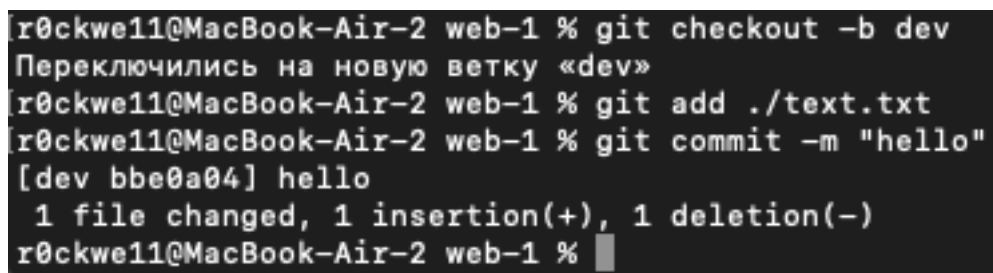 [r0ckwe11@MacBook-Air-2 web-1 % git checkout -b dev
Переключились на новую ветку «dev»
[r0ckwe11@MacBook-Air-2 web-1 % git add ./text.txt
[r0ckwe11@MacBook-Air-2 web-1 % git commit -m "hello"
[dev bbe0a04] hello
 1 file changed, 1 insertion(+), 1 deletion(-)
r0ckwe11@MacBook-Air-2 web-1 %